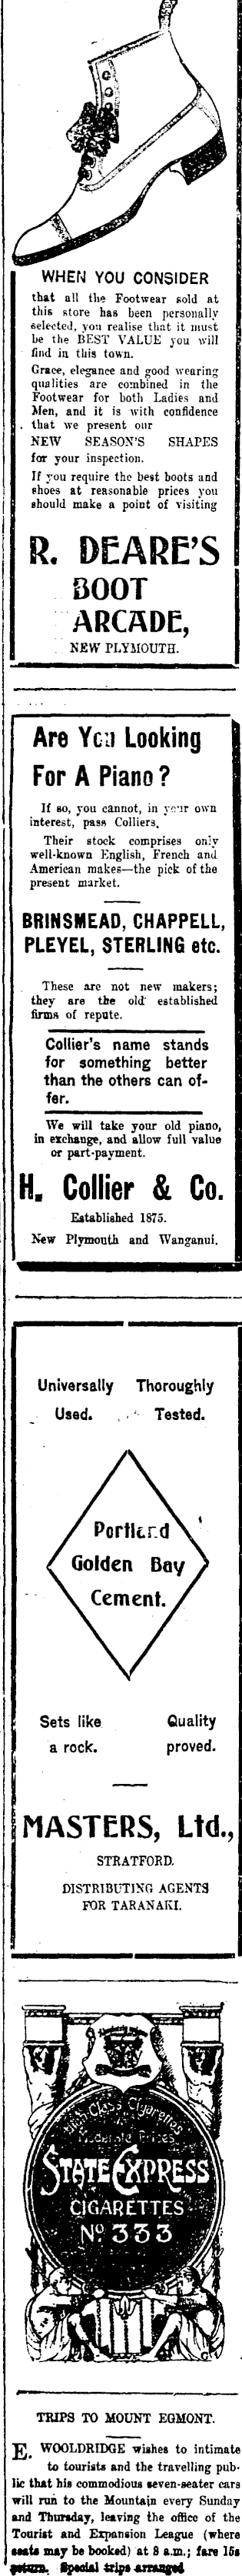 WHEN YOU CONSIDER
that all the Footwear sold at
this store has been personally
selected, you realise that it must
be the BEST VALUE you will
find in this town.
Grace, elegance and good wearing
qualities are combined in the
Footwear for both Ladies and
Men, and it is with confidence
that we present our
NEW SEASON'S SHAPES
for your inspection.
If you require the best boots and
shoes at reasonable prices you
should make a point of visiting
R. DEARE'S
BOOT
ARCADE,
NEW PLYMOUTH.
Are You Looking
For A Piano?
If so, you cannot, in your own
interest, pass Colliers.
Their stock comprises only
well-known English, French and
American makes—the pick of the
present market.
BRINSMEAD, CHAPPELL,
PLEYEL, STERLING etc.
These are not new makers;
they are the old established
firms of repute.
Collier's name stands
for something better
than the others can of-
fer.
We will take your old piano,
in exchange, and allow full value
or part-payment.
H. Collier & Co.
Established 1875.
New Plymouth and Wanganui.
Universally Thoroughly
Used. Tested.
Portland
Golden Bay
Cement.
Sets like Quality
a rock. proved.
MASTERS, Ltd.,
STRATFORD.
DISTRIBUTING AGENTS
FOR TARANAKI.
High Class Cigarettes
at
Moderate Prices
STATE EXPRESS
CIGARETTES
No 333
TRIPS TO MOUNT EGMONT.
E. WOOLDRIDGE wishes to intimate
to tourists and the travelling pub-
lic that his commodious seven-seater cars
will run to the Mountain every Sunday
and Thursday, leaving the office of the
Tourist and Expansion League (where
seats may be booked) at 8 a.m.; fare 15s
return. Special trips arranged